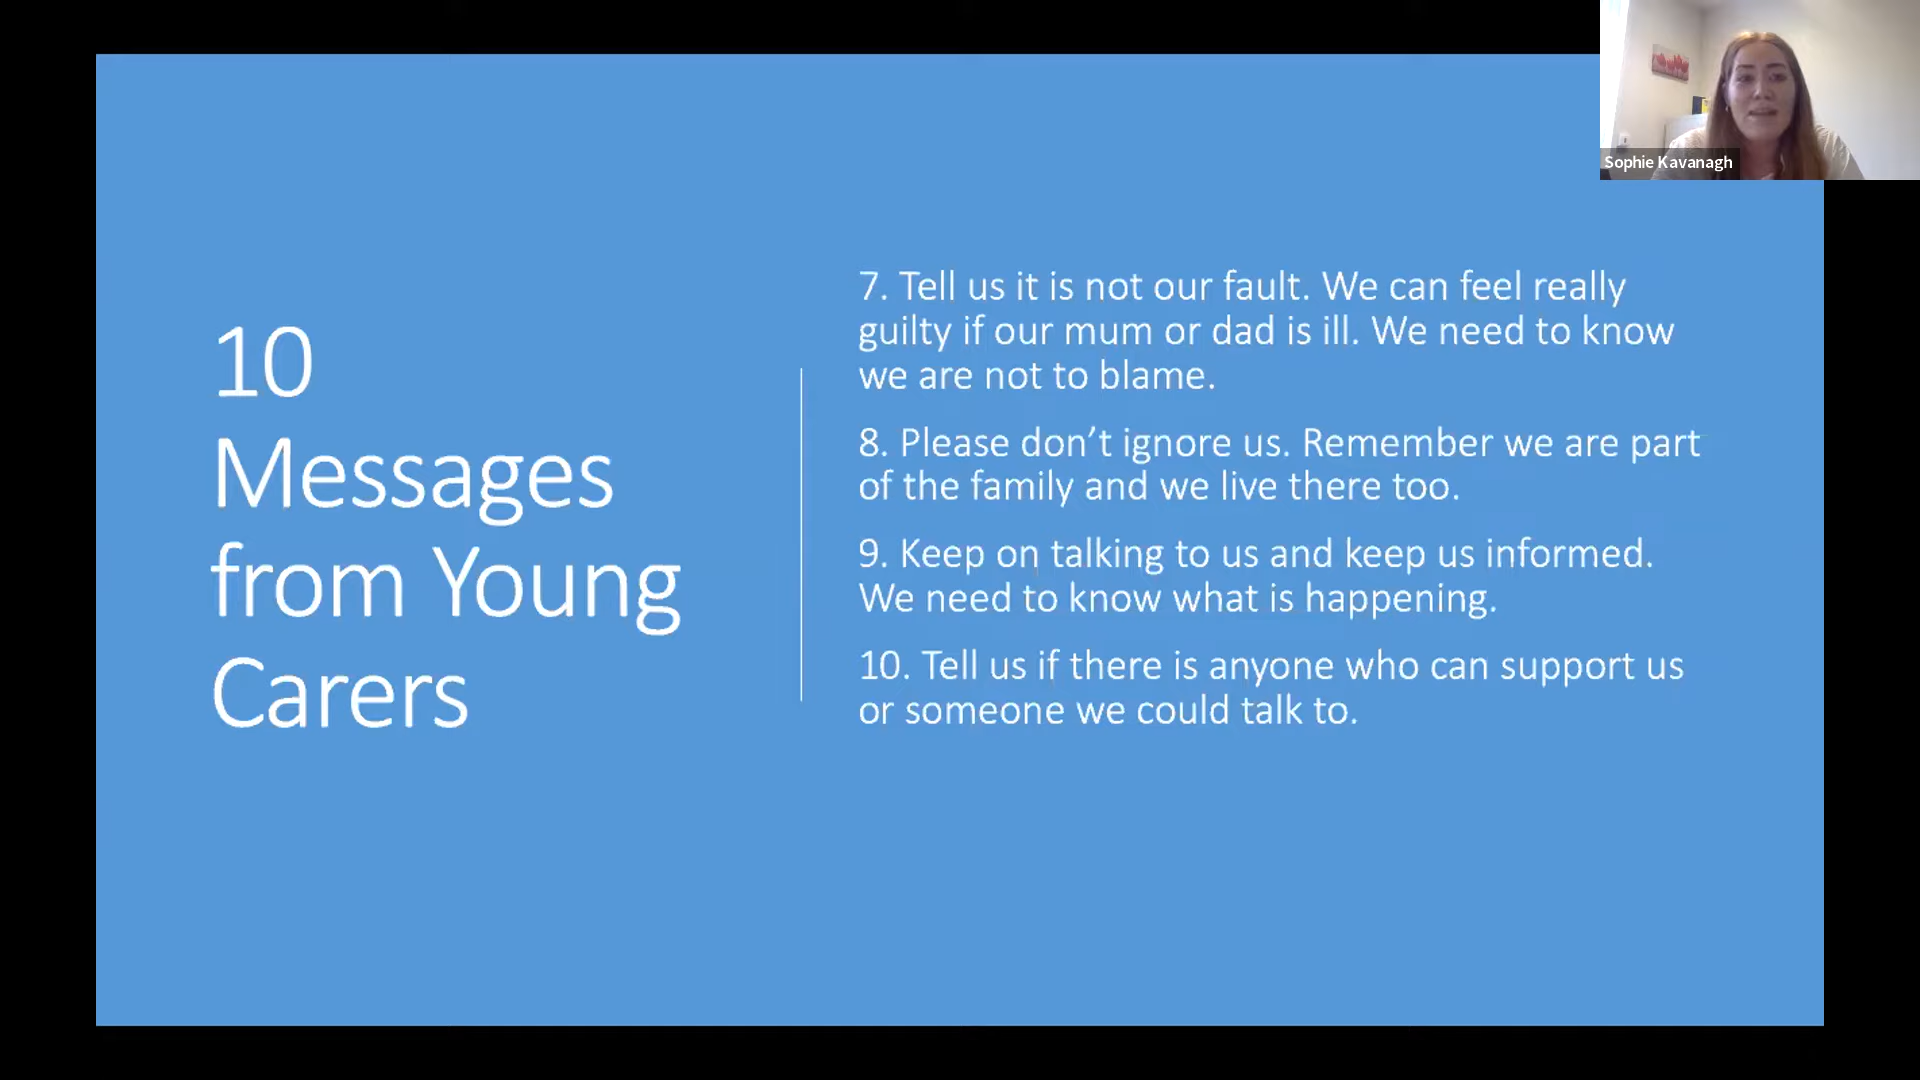 Sophie Kavanagh
10
Messages
from Young
Carers
7. Tell us it is not our fault. We can feel really
guilty if our mum or dad is ill. We need to know
we are not to blame.
8. Please don’t ignore us. Remember we are part
of the family and we live there too.
9. Keep on talking to us and keep us informed.
We need to know what is happening.
10. Tell us if there is anyone who can support us
or someone we could talk to.